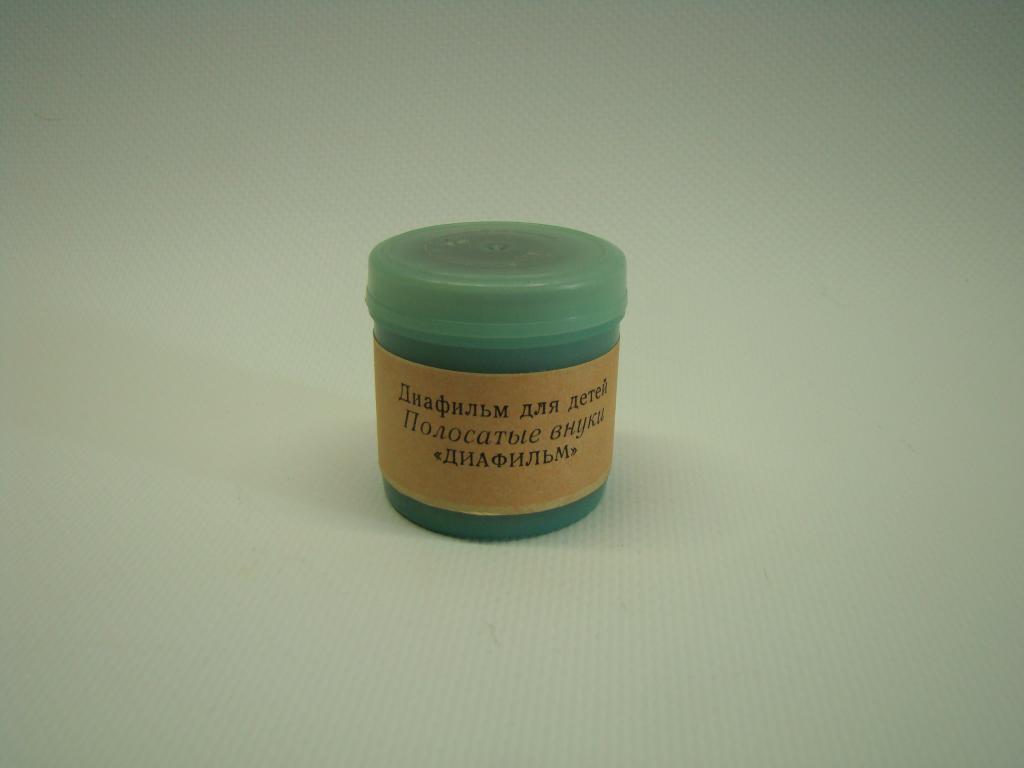 Диафильм для детей
Полосатые внуки
«ДИАФИЛЬМ»